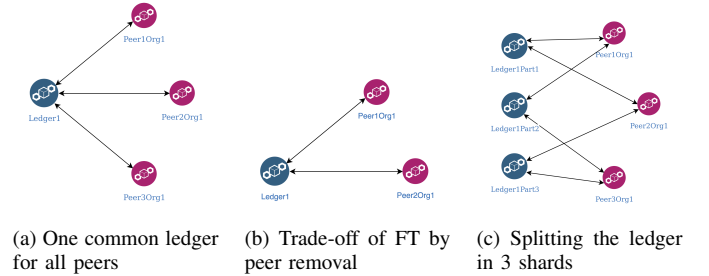 Peer1Org1
Ledger1
Peer2Org1
Peer3Org1
Peer1Org1
Ledger1
Peer2Org1
Ledger1Part1
Peer1Org1
Ledger1Part2
Peer2Org1
Ledger1Part3
Peer3Org1
(a) One common ledger
for all peers
(b) Trade-off of FT by
peer removal
(c) Splitting the ledger
in 3 shards